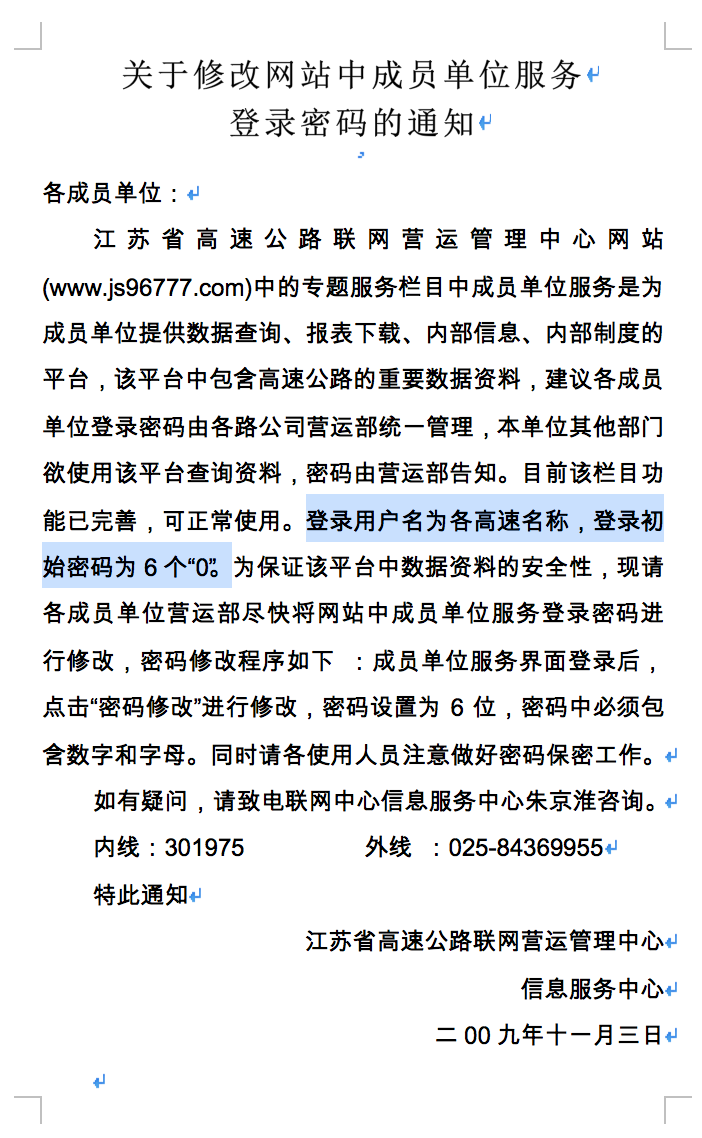 关于修改网站中成员单位服务
登录密码的通知
各成员单位：
江苏省高速公路联网营运管理中心网站
(www.js96777.com)中的专题服务栏目中成员单位服务是为
成员单位提供数据查询、报表下载、内部信息、内部制度的
平台，该平台中包含高速公路的重要数据资料，建议各成员
单位登录密码由各路公司营运部统一管理，本单位其他部门
欲使用该平台查询资料，密码由营运部告知。目前该栏目功
能已完善，可正常使用。登录用户名为各高速名称，登录初
始密码为 6 个“0”。为保证该平台中数据资料的安全性，现请
各成员单位营运部尽快将网站中成员单位服务登录密码进
行修改，密码修改程序如下 ：成员单位服务界面登录后，
点击“密码修改”进行修改，密码设置为 6 位，密码中必须包
含数字和字母。同时请各使用人员注意做好密码保密工作。
如有疑问，请致电联网中心信息服务中心朱京淮咨询。
内线：301975 外线 ：025-84369955
特此通知
江苏省高速公路联网营运管理中心
信息服务中心
二 00 九年十一月三日